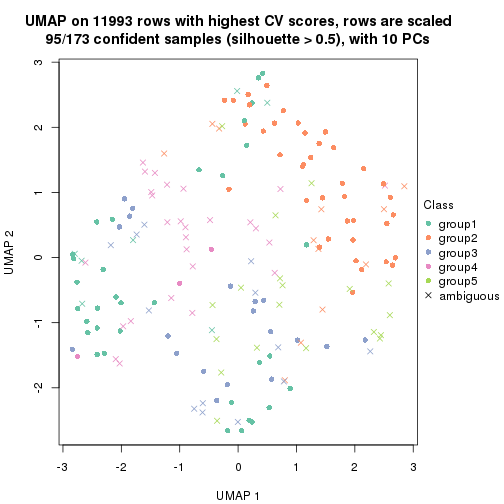 UMAP on 11993 rows with highest CV scores, rows are scaled
95/173 confident samples (silhouette > 0.5), with 10 PCs
3
2
1
0
-1
-2
UMAP 2
-3
-2
-1
0
1
2
3
UMAP 1
Class
group1
group2
group3
group4
group5
ambiguous